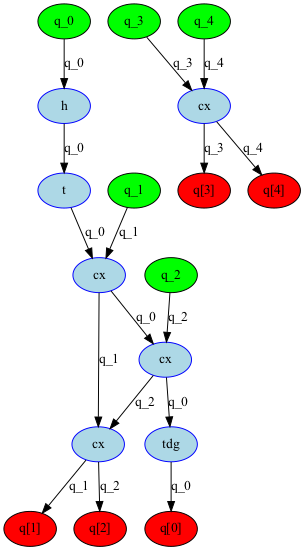 q_0 q_3 q_4
q_0 q_3 q_4
h cx
q_0 q_3 q_4
t q_1 q[3] q[4]
q_0 q_1
cx q_2
q_0 q_2
q_1 cx
q_2 q_0
cx tdg
q_1 q_2 q_0
q[1] q[2] q[0]